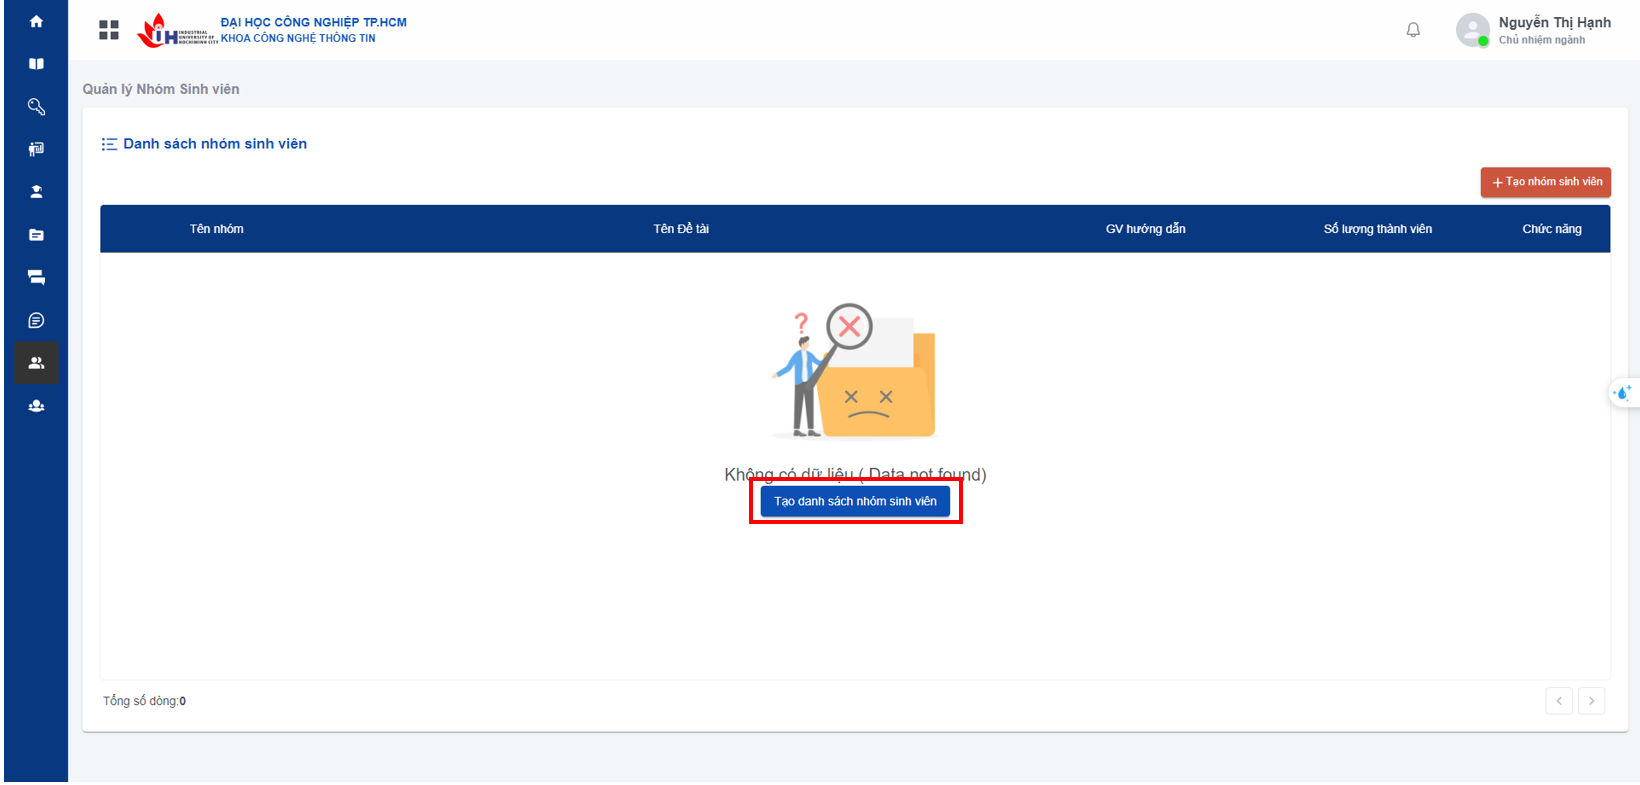 ĐẠI HỌC CÔNG NGHIỆP TP.HCM
INDUSTRIAL
UNIVERSITY OF
HOCHIMINH CITY
KHOA CÔNG NGHỆ THÔNG TIN
Nguyễn Thị Hạnh
Chủ nhiệm ngành
Quản lý Nhóm Sinh viên
Danh sách nhóm sinh viên
+ Tạo nhóm sinh viên
Tên nhóm Tên Đề tài GV hướng dẫn Số lượng thành viên Chức năng
?
Không có dữ liệu ( Data not found)
Tạo danh sách nhóm sinh viên
Tổng số dòng:0